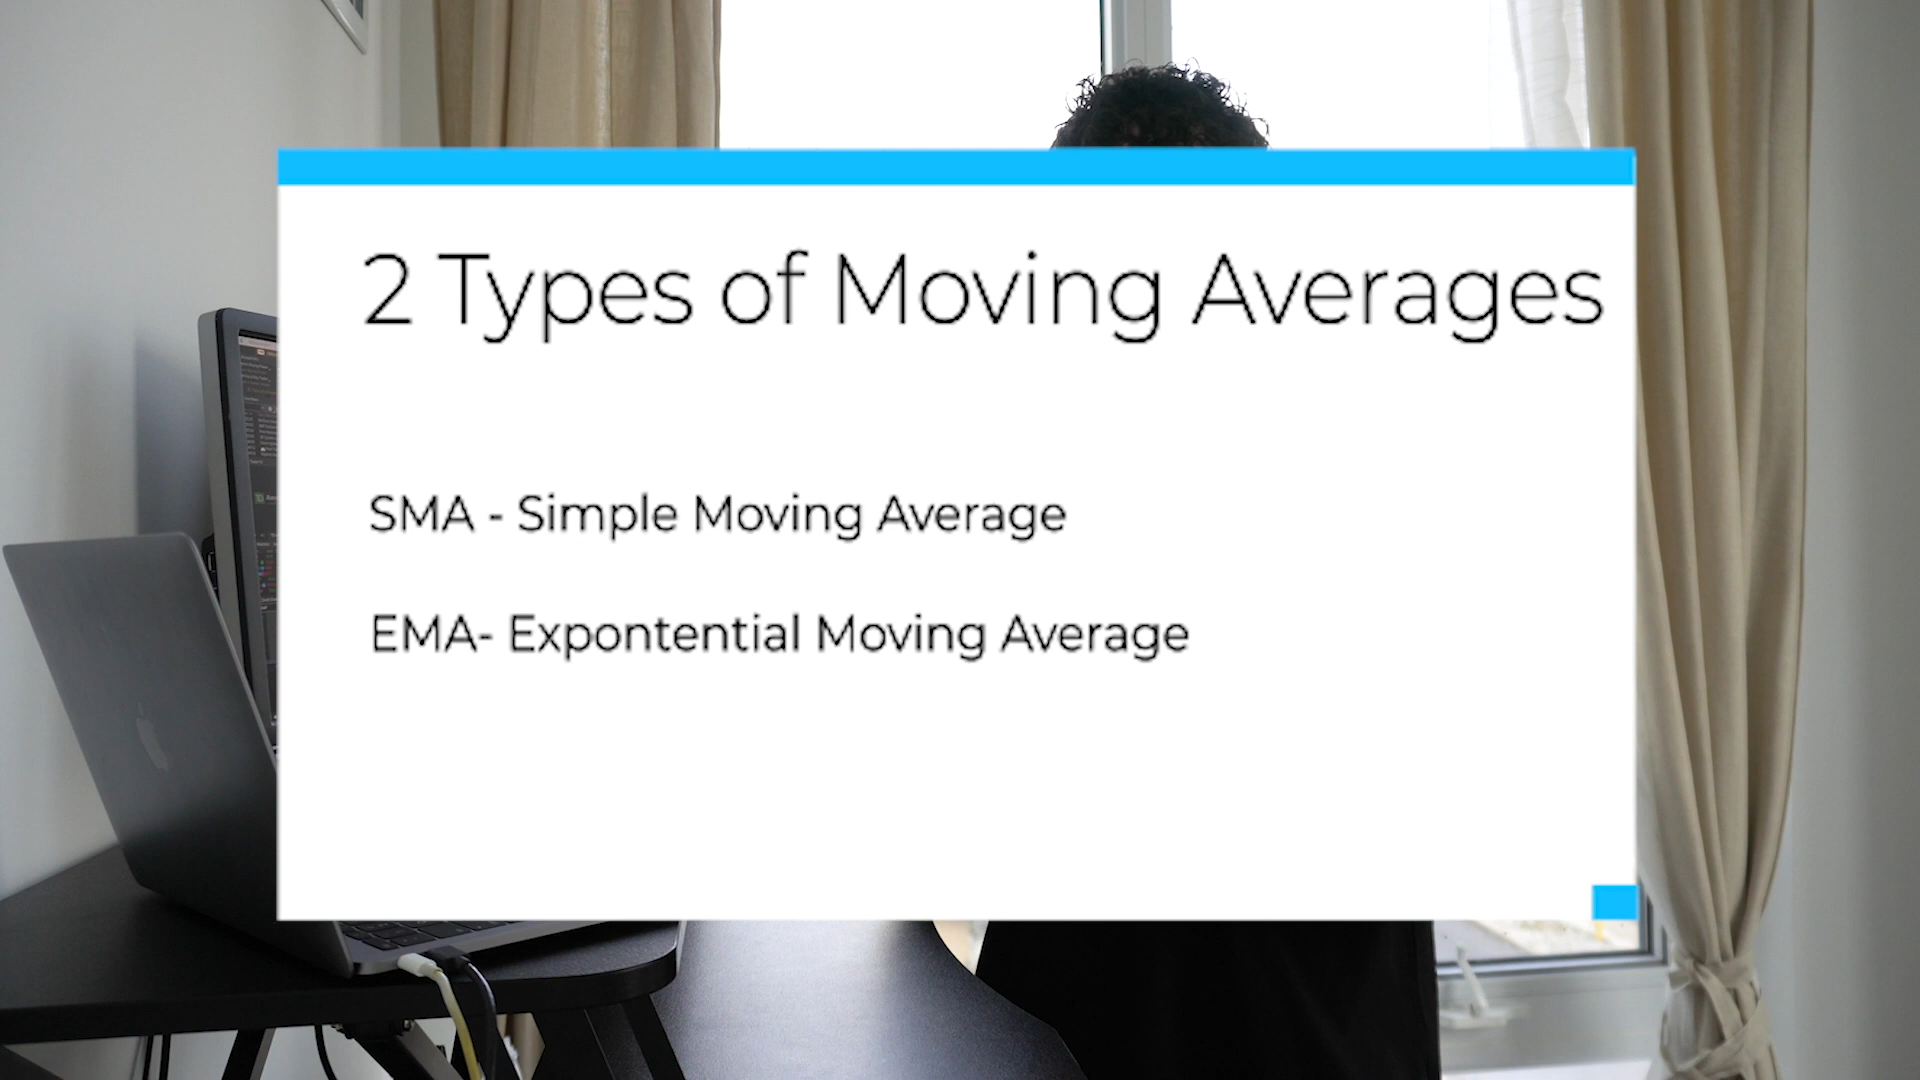 2 Types of Moving Averages
SMA - Simple Moving Average
EMA- Expontential Moving Average